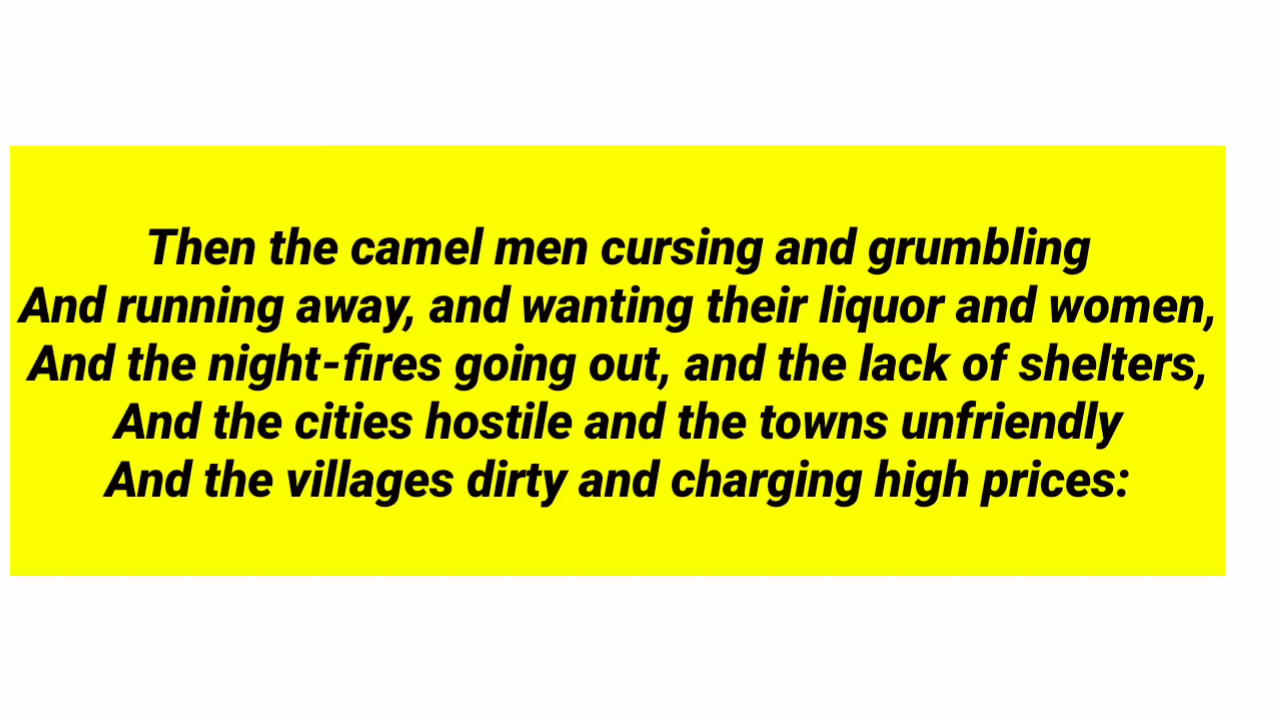 Then the camel men cursing and grumbling
And running away, and wanting their liquor and women,
And the night-fires going out, and the lack of shelters,
And the cities hostile and the towns unfriendly
And the villages dirty and charging high prices: